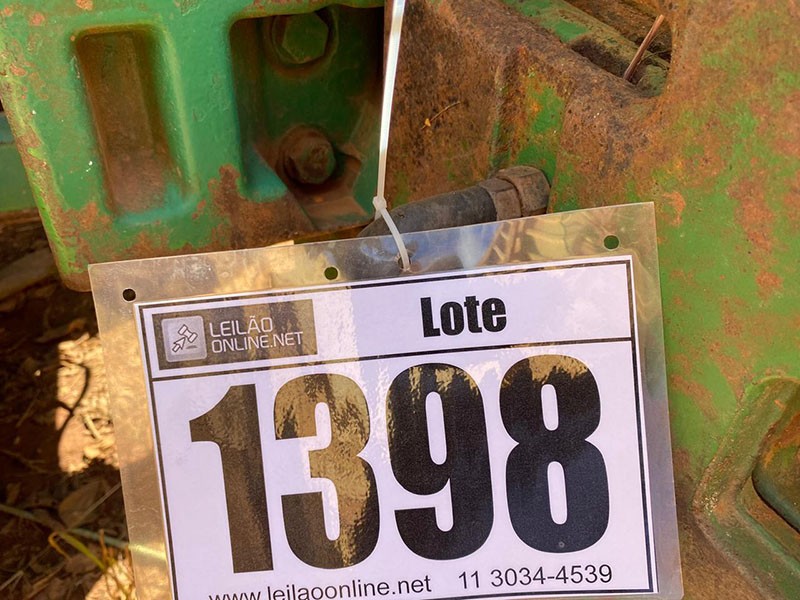 LEILÃO
ONLINE.NET
Lote
1398
www.leilaoonline.net 11 3034-4539